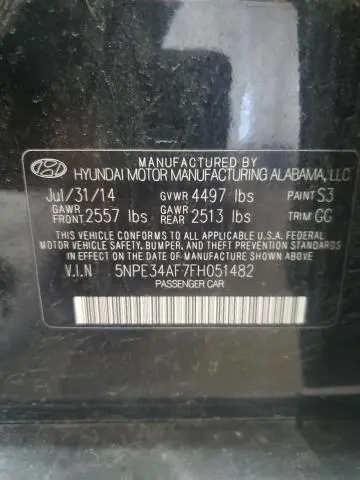 MANUFACTURED BY
HYUNDAI MOTOR MANUFACTURING ALABAMA, LLC
Jul/31/14 GVWR 4497 lbs PAINT S3
GAWR FRONT 2557 lbs GAWR REAR 2513 lbs TRIM GG
THIS VEHICLE CONFORMS TO ALL APPLICABLE U.S.A FEDERAL
MOTOR VEHICLE SAFETY, BUMPER, AND THEFT PREVENTION STANDARDS
IN EFFECT ON THE DATE OF MANUFACTURE SHOWN ABOVE.
V.I.N 5NPE34AF7FH051482
PASSENGER CAR